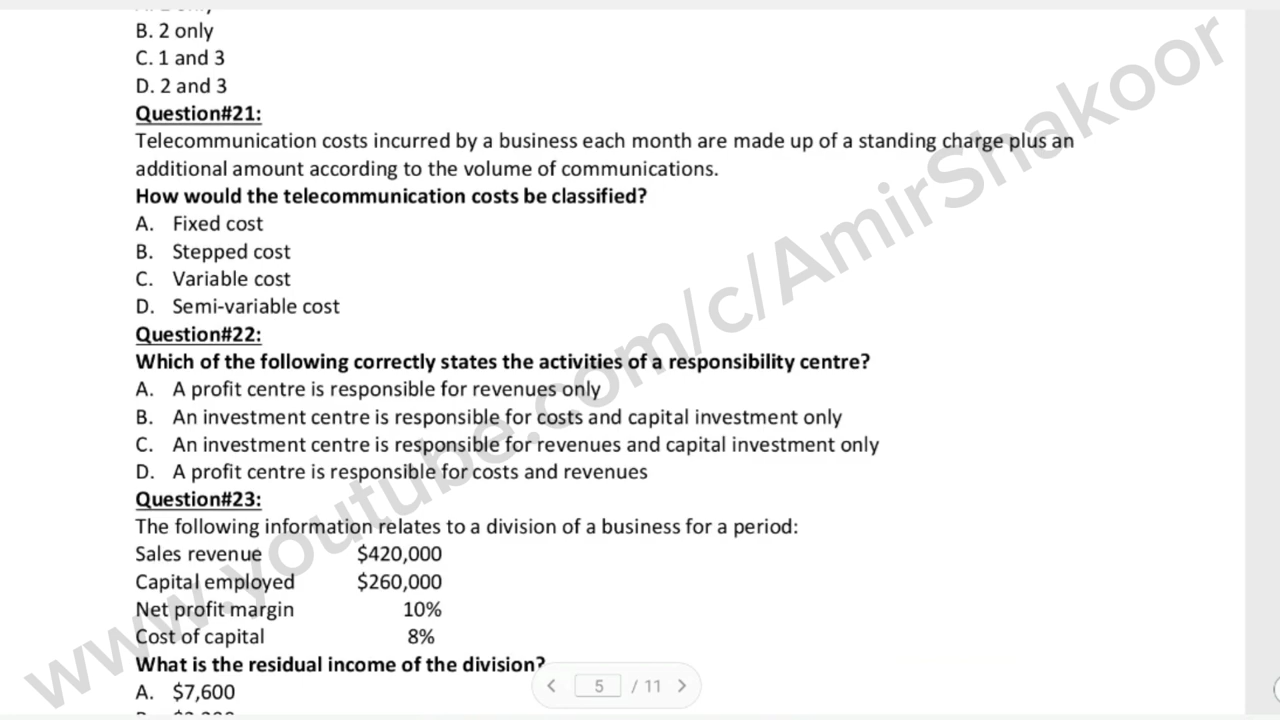 B. 2 only
C. 1 and 3
D. 2 and 3
Question#21:
Telecommunication costs incurred by a business each month are made up of a standing charge plus an
additional amount according to the volume of communications.
How would the telecommunication costs be classified?
A. Fixed cost
B. Stepped cost
C. Variable cost
D. Semi-variable cost
Question#22:
Which of the following correctly states the activities of a responsibility centre?
A. A profit centre is responsible for revenues only
B. An investment centre is responsible for costs and capital investment only
C. An investment centre is responsible for revenues and capital investment only
D. A profit centre is responsible for costs and revenues
Question#23:
The following information relates to a division of a business for a period:
Sales revenue $420,000
Capital employed $260,000
Net profit margin 10%
Cost of capital 8%
What is the residual income of the division?
A. $7,600
5 / 11
www.youtube.com/c/AmirShakoor